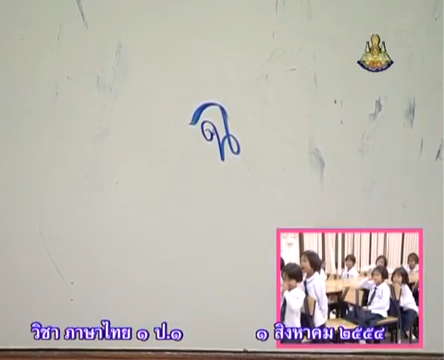 วิชา ภาษาไทย ๑ ป.๑ ๑ สิงหาคม ๒๕๕๔